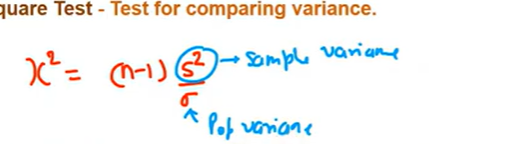 quare Test - Test for comparing variance.
χ² = (n-1) s²/σ → sample variance
Pop variance